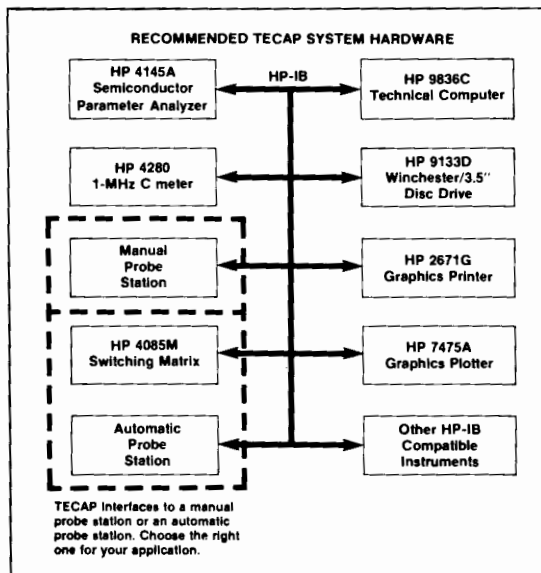 RECOMMENDED TECAP SYSTEM HARDWARE
HP-IB
HP 4145A
Semiconductor
Parameter Analyzer
HP 9836C
Technical Computer
HP 4280
1-MHz C meter
HP 9133D
Winchester/3.5"
Disc Drive
Manual
Probe
Station
HP 2671G
Graphics Printer
HP 4085M
Switching Matrix
HP 7475A
Graphics Plotter
Automatic
Probe
Station
Other HP-IB
Compatible
Instruments
TECAP Interfaces to a manual
probe station or an automatic
probe station. Choose the right
one for your application.